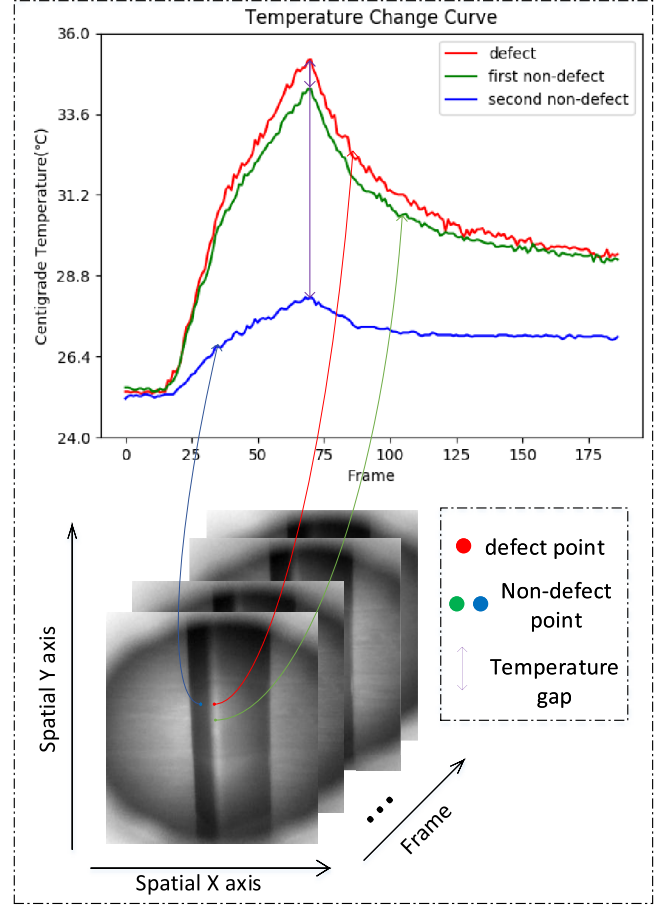 Temperature Change Curve
36.0
33.6
31.2
28.8
26.4
24.0
Centigrade Temperature(℃)
defect
first non-defect
second non-defect
0
25
50
75
100
125
150
175
Frame
Spatial Y axis
Spatial X axis
Frame
defect point
Non-defect
point
Temperature
gap